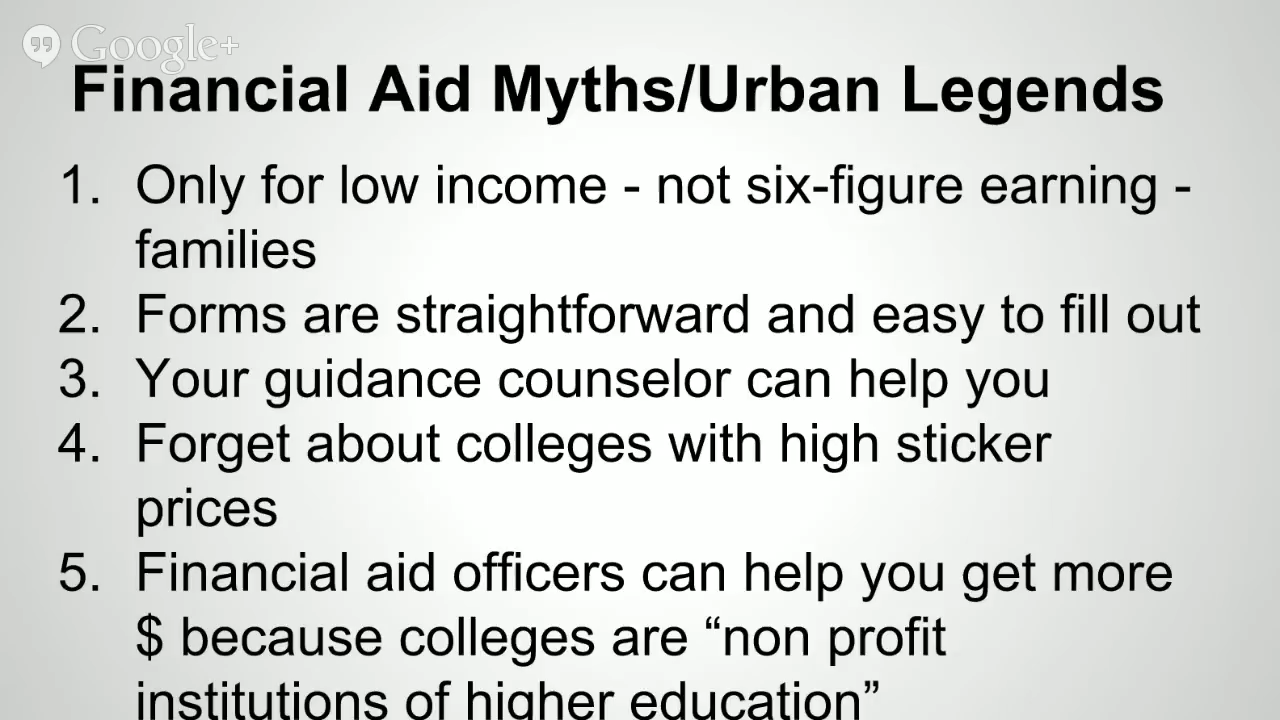 Google+
Financial Aid Myths/Urban Legends
1. Only for low income - not six-figure earning -
families
2. Forms are straightforward and easy to fill out
3. Your guidance counselor can help you
4. Forget about colleges with high sticker
prices
5. Financial aid officers can help you get more
$ because colleges are “non profit
institutions of higher education”